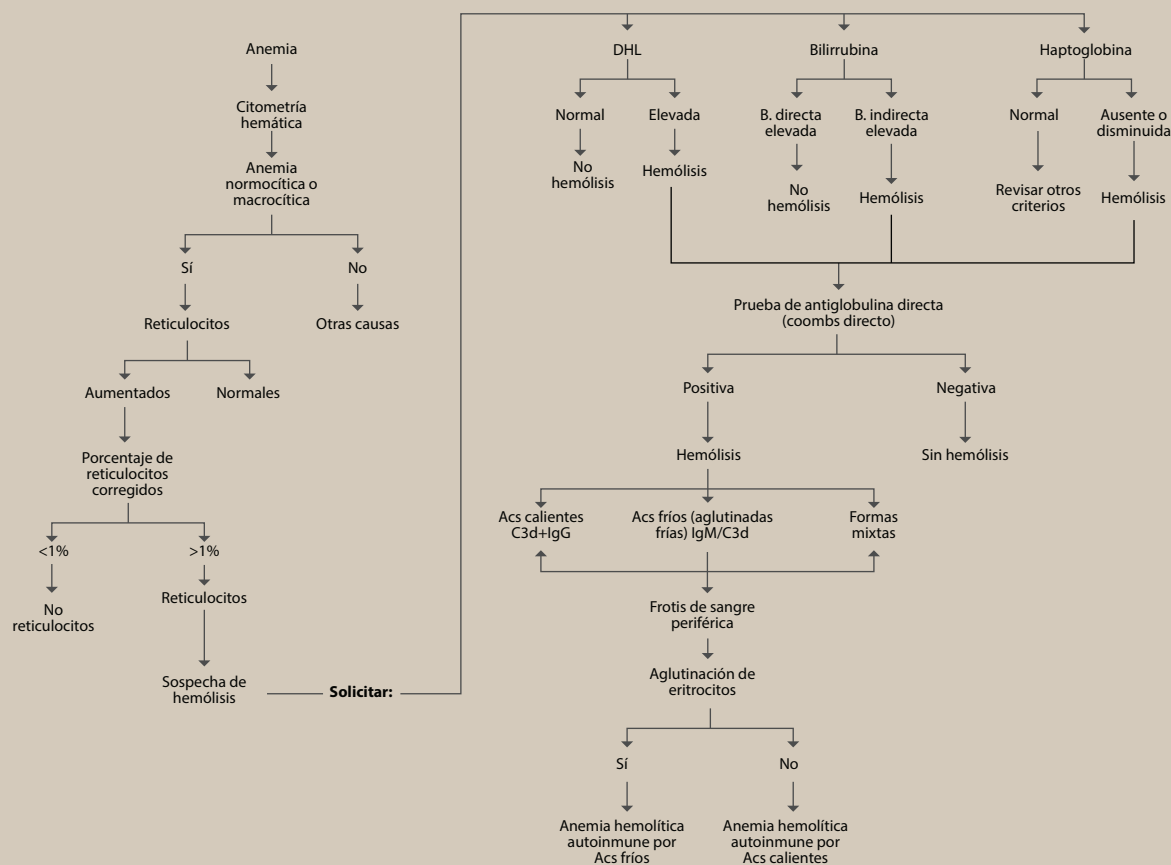 Anemia
Citometría
hemática
Anemia
normocítica o
macrocítica
Sí
No
Reticulocitos
Otras causas
Aumentados
Normales
Porcentaje de
reticulocitos
corregidos
<1%
>1%
No
reticulocitos
Reticulocitos
Sospecha de
hemólisis
Solicitar:
DHL
Bilirrubina
Haptoglobina
Normal
Elevada
B. directa
elevada
B. indirecta
elevada
Normal
Ausente o
disminuida
No
hemólisis
Hemólisis
No
hemólisis
Hemólisis
Revisar otros
criterios
Hemólisis
Prueba de antiglobulina directa
(coombs directo)
Positiva
Negativa
Hemólisis
Sin hemólisis
Acs calientes
C3d+IgG
Acs fríos (aglutinadas
frías) IgM/C3d
Formas
mixtas
Frotis de sangre
periférica
Aglutinación de
eritrocitos
Sí
No
Anemia hemolítica
autoinmune por
Acs fríos
Anemia hemolítica
autoinmune por
Acs calientes